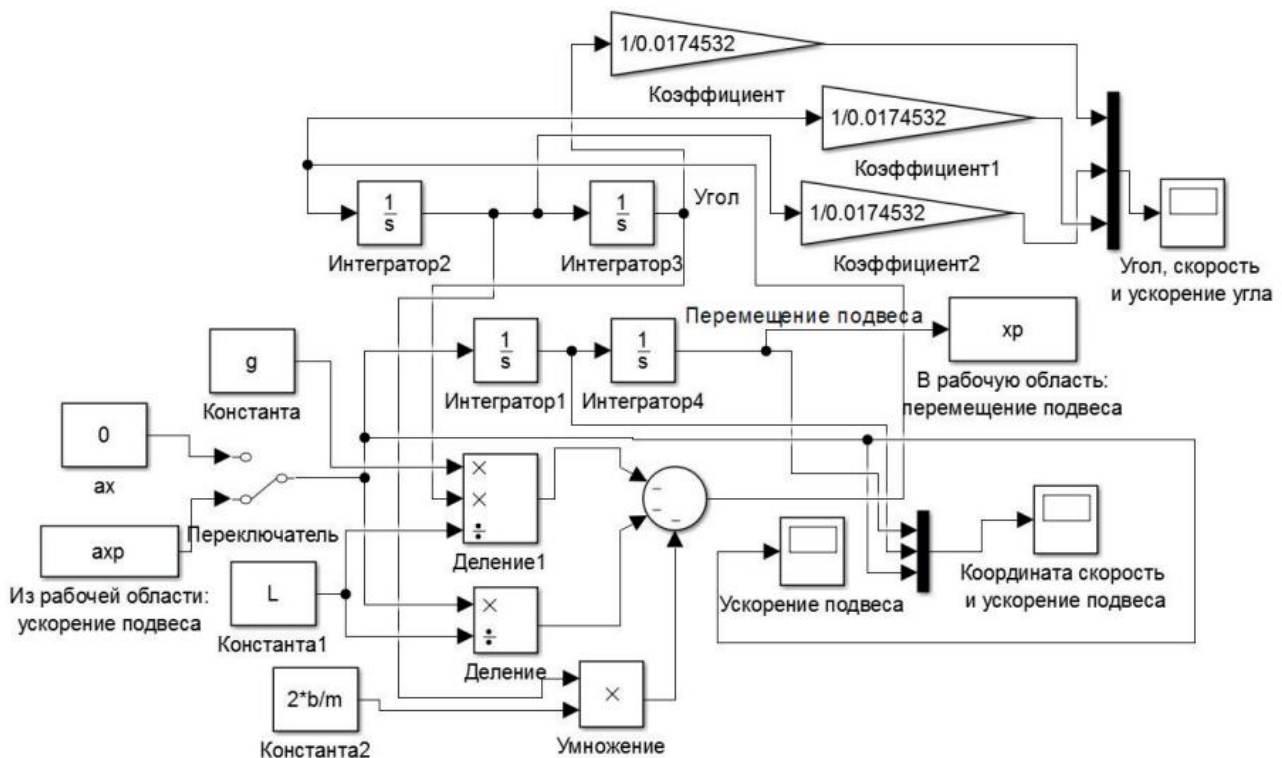 1/0.0174532
Коэффициент
1/0.0174532
Коэффициент1
1/0.0174532
Коэффициент2
1
s
Интегратор2
1
s
Интегратор3
Угол
Угол, скорость
и ускорение угла
Перемещение подвеса
xp
В рабочую область:
перемещение подвеса
1
s
Интегратор1
1
s
Интегратор4
g
Константа
0
ax
Переключатель
axp
Из рабочей области:
ускорение подвеса
×
×
÷
Деление1
−
−
−
L
Константа1
×
÷
Деление
2*b/m
Константа2
×
Умножение
Ускорение подвеса
Координата скорость
и ускорение подвеса